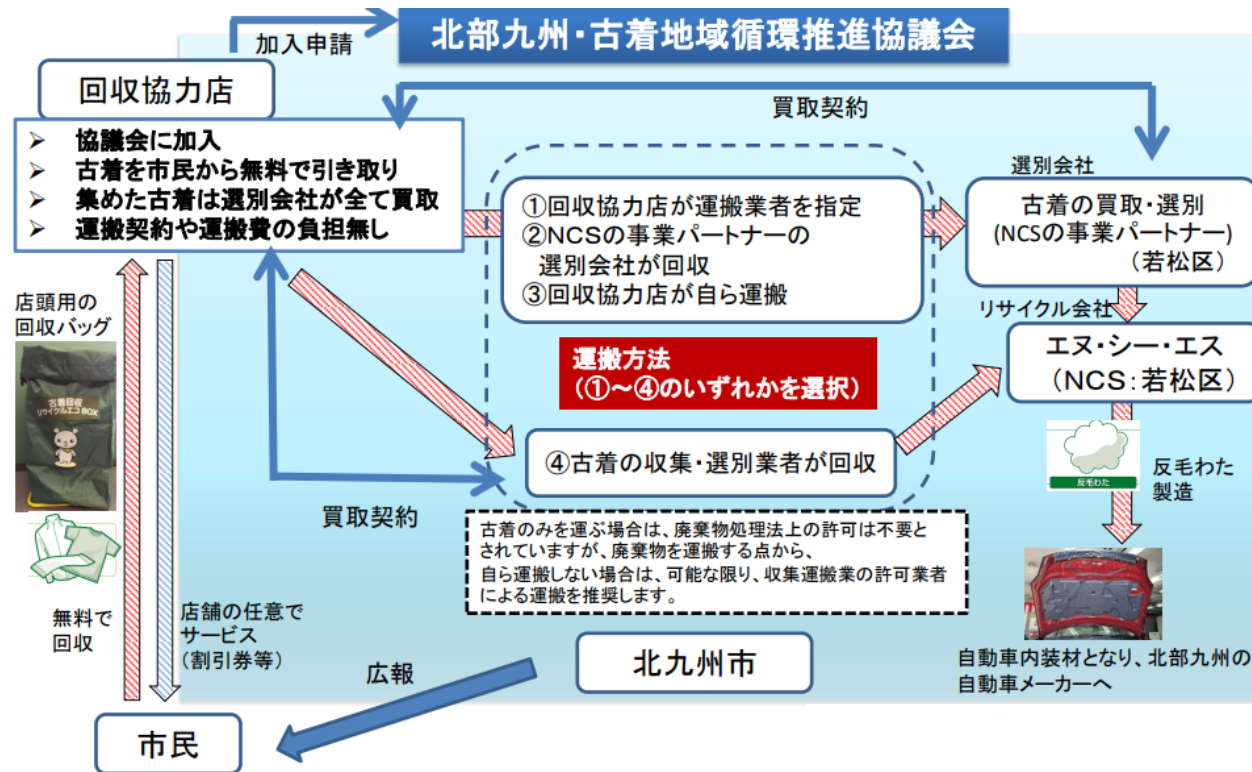 北部九州・古着地域循環推進協議会
加入申請
回収協力店
➢ 協議会に加入
➢ 古着を市民から無料で引き取り
➢ 集めた古着は選別会社が全て買取
➢ 運搬契約や運搬費の負担無し
買取契約
①回収協力店が運搬業者を指定
②NCSの事業パートナーの
選別会社が回収
③回収協力店が自ら運搬
選別会社
古着の買取・選別
(NCSの事業パートナー)
（若松区）
リサイクル会社
エヌ・シー・エス
（NCS：若松区）
運搬方法
（①～④のいずれかを選択）
④古着の収集・選別業者が回収
買取契約
古着のみを運ぶ場合は、廃棄物処理法上の許可は不要と
されていますが、廃棄物を運搬する点から、
自ら運搬しない場合は、可能な限り、収集運搬業の許可業者
による運搬を推奨します。
店頭用の
回収バッグ
古着回収
リサイクルエコBOX
無料で
回収
店舗の任意で
サービス
（割引券等）
反毛わた
反毛わた
製造
自動車内装材となり、北部九州の
自動車メーカーへ
北九州市
広報
市民